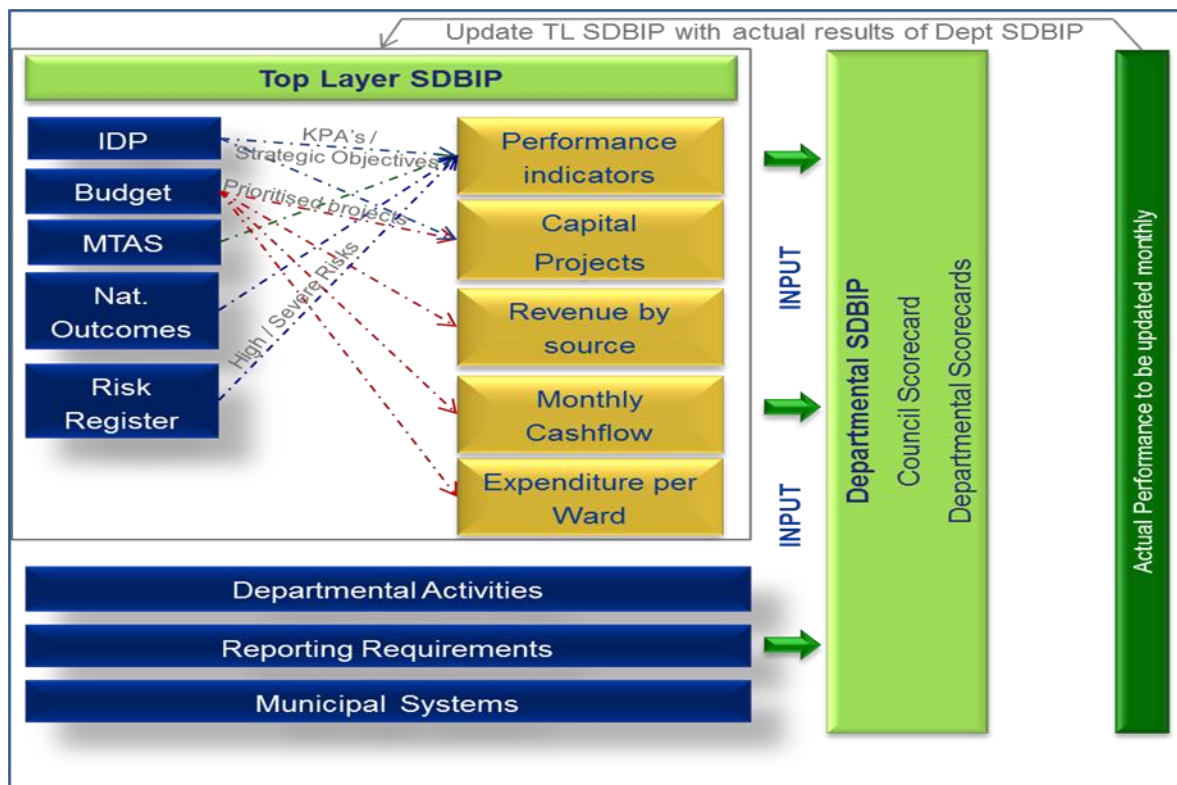 Update TL SDBIP with actual results of Dept SDBIP
Top Layer SDBIP
IDP
Budget
MTAS
Nat.
Outcomes
Risk
Register
KPA's /
Strategic Objectives
Prioritised projects
High / Severe Risks
Performance
indicators
Capital
Projects
Revenue by
source
Monthly
Cashflow
Expenditure per
Ward
Departmental Activities
Reporting Requirements
Municipal Systems
INPUT
INPUT
Departmental SDBIP
Council Scorecard
Departmental Scorecards
Actual Performance to be updated monthly